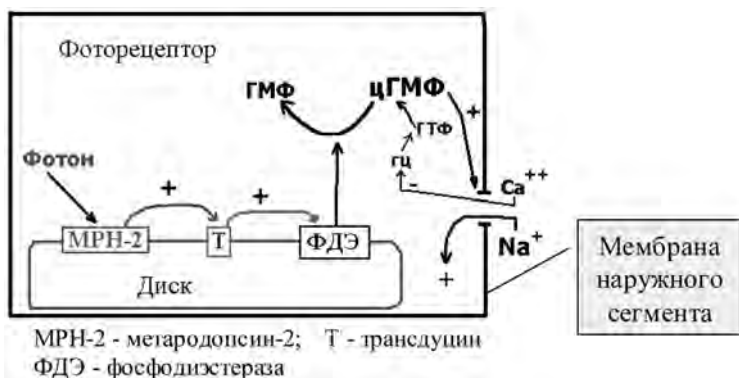 Фоторецептор
ГМФ
цГМФ
+
ГТФ
гц
-
Ca++
Фотон
+
+
МРН-2
Т
ФДЭ
Na+
+
Диск
Мембрана
наружного
сегмента
МРН-2 - метародопсин-2; Т - трансдуцин
ФДЭ - фосфодиэстераза